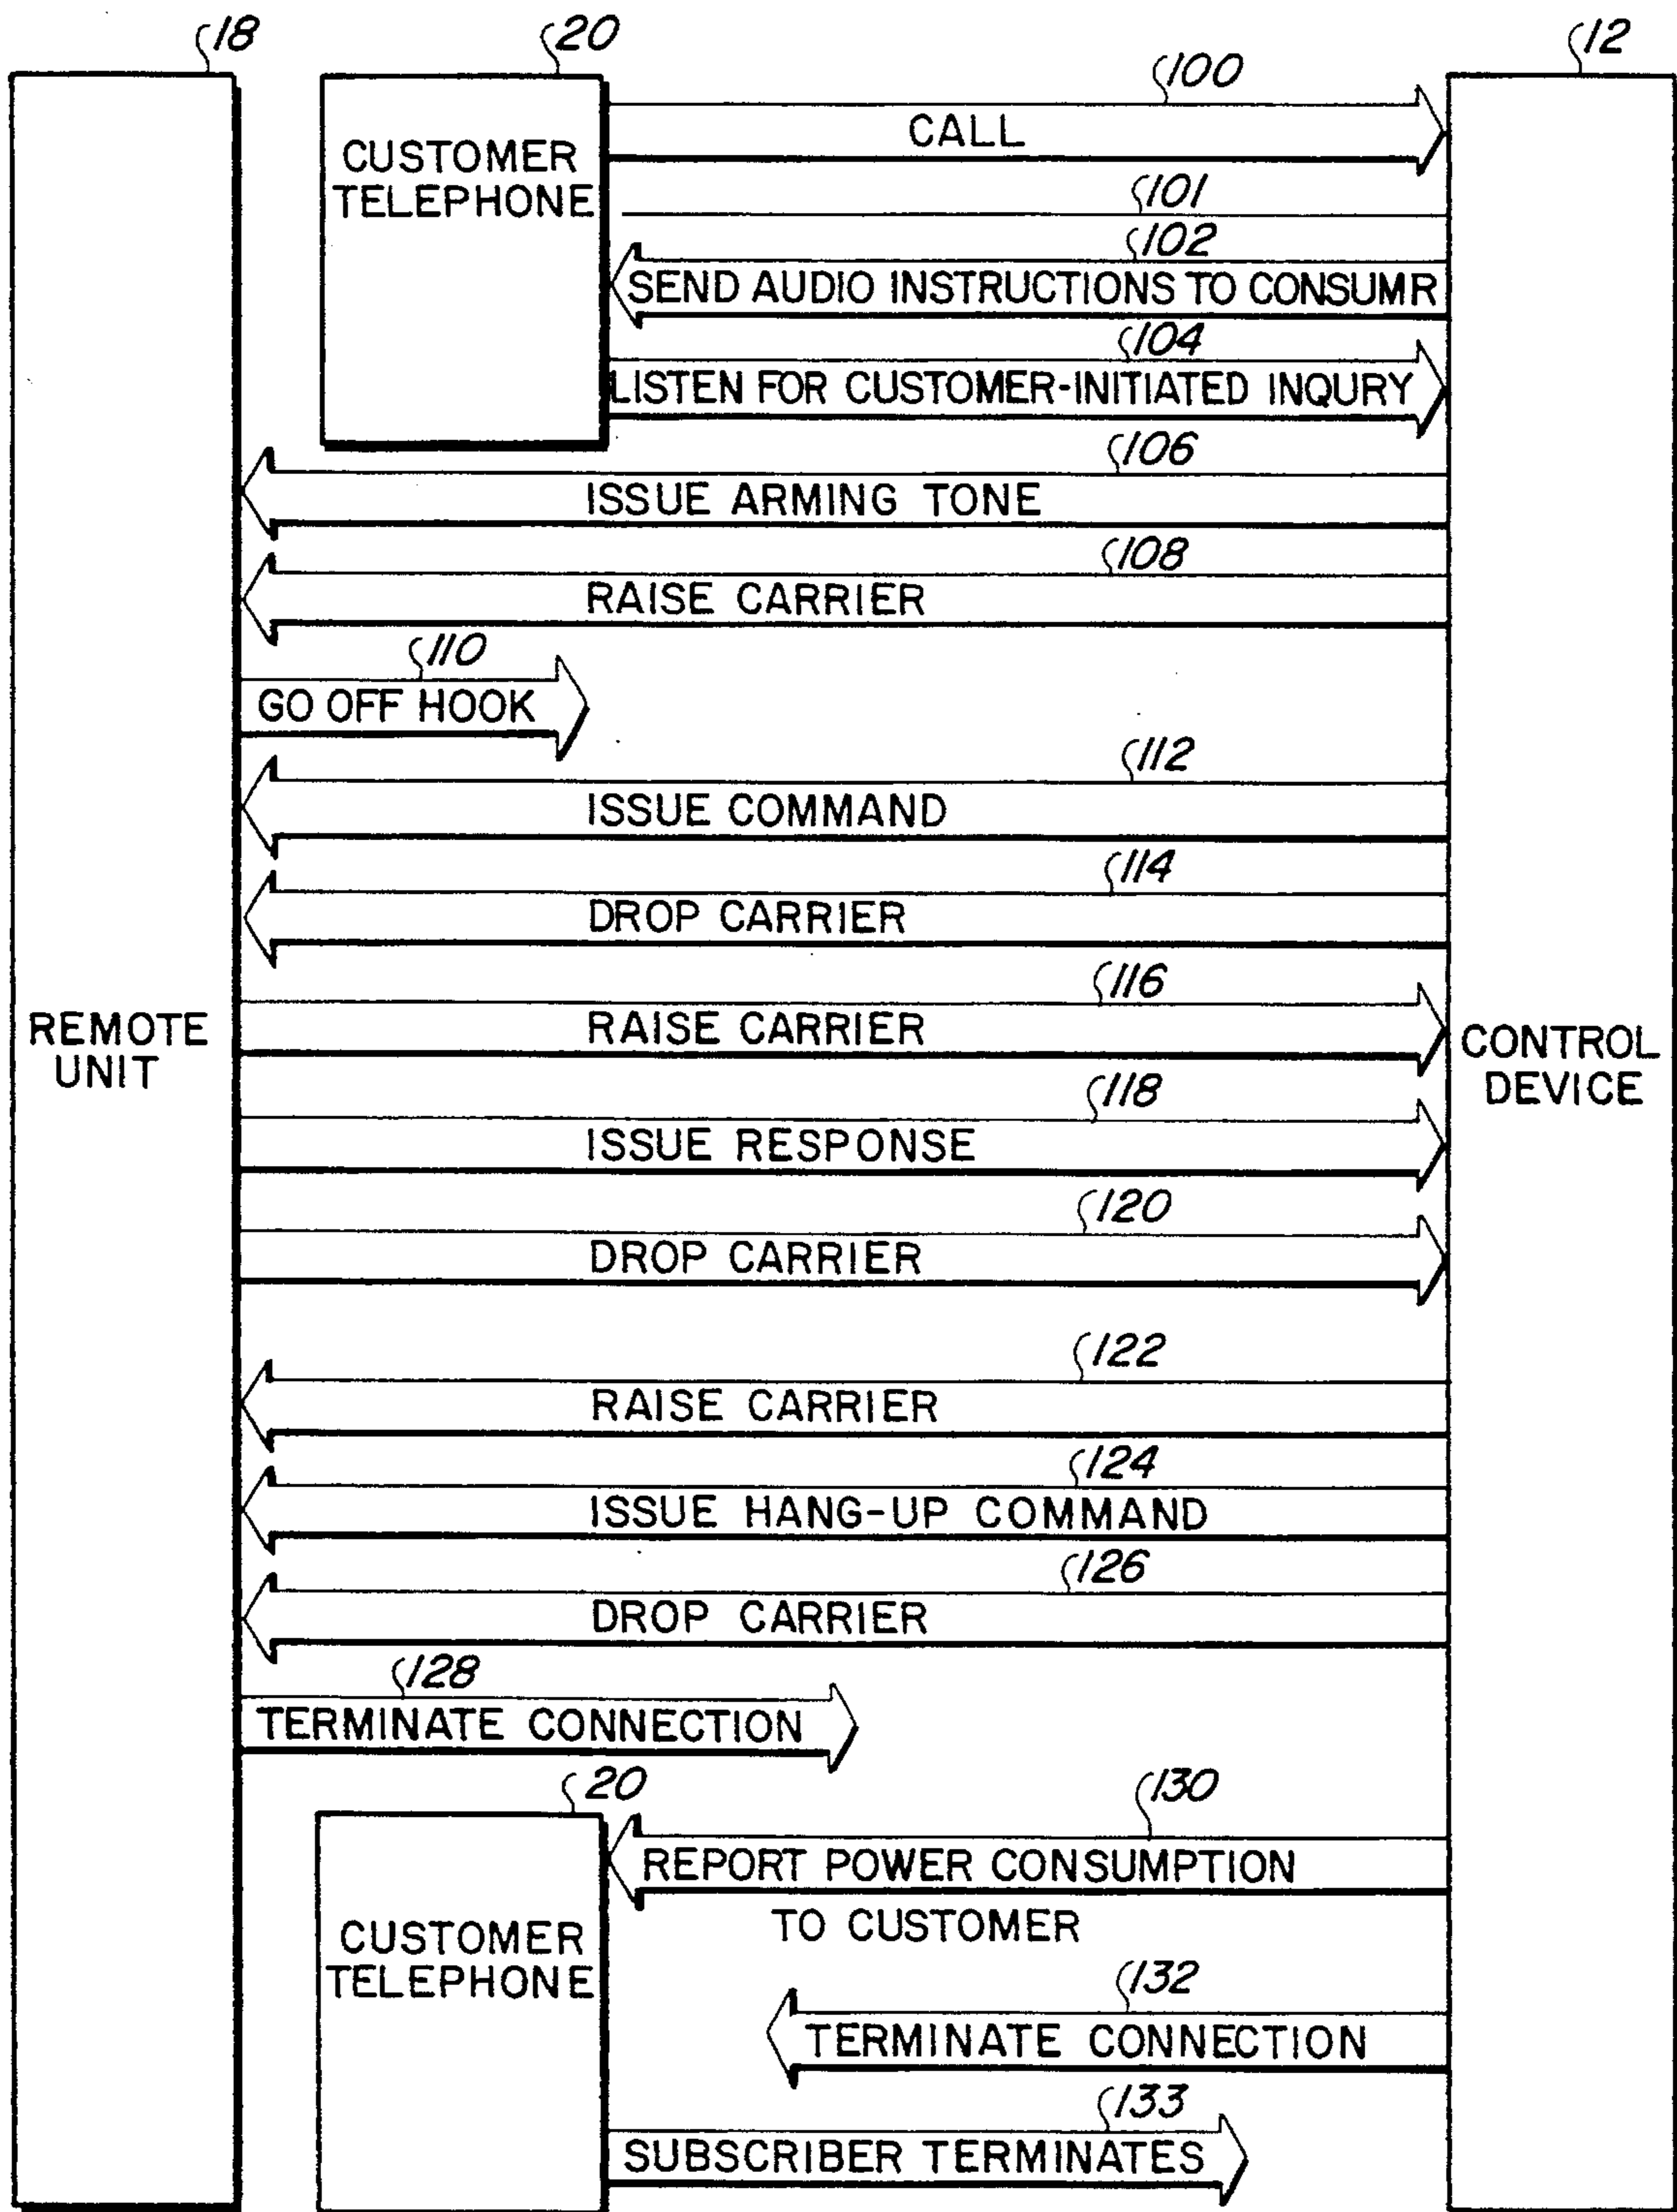 18
20
12
100
CUSTOMER
TELEPHONE
CALL
101
102
SEND AUDIO INSTRUCTIONS TO CONSUMR
104
LISTEN FOR CUSTOMER-INITIATED INQURY
106
ISSUE ARMING TONE
108
RAISE CARRIER
110
GO OFF HOOK
112
ISSUE COMMAND
114
DROP CARRIER
116
REMOTE
UNIT
RAISE CARRIER
CONTROL
DEVICE
118
ISSUE RESPONSE
120
DROP CARRIER
122
RAISE CARRIER
124
ISSUE HANG-UP COMMAND
126
DROP CARRIER
128
TERMINATE CONNECTION
20
130
REPORT POWER CONSUMPTION
TO CUSTOMER
CUSTOMER
TELEPHONE
132
TERMINATE CONNECTION
133
SUBSCRIBER TERMINATES